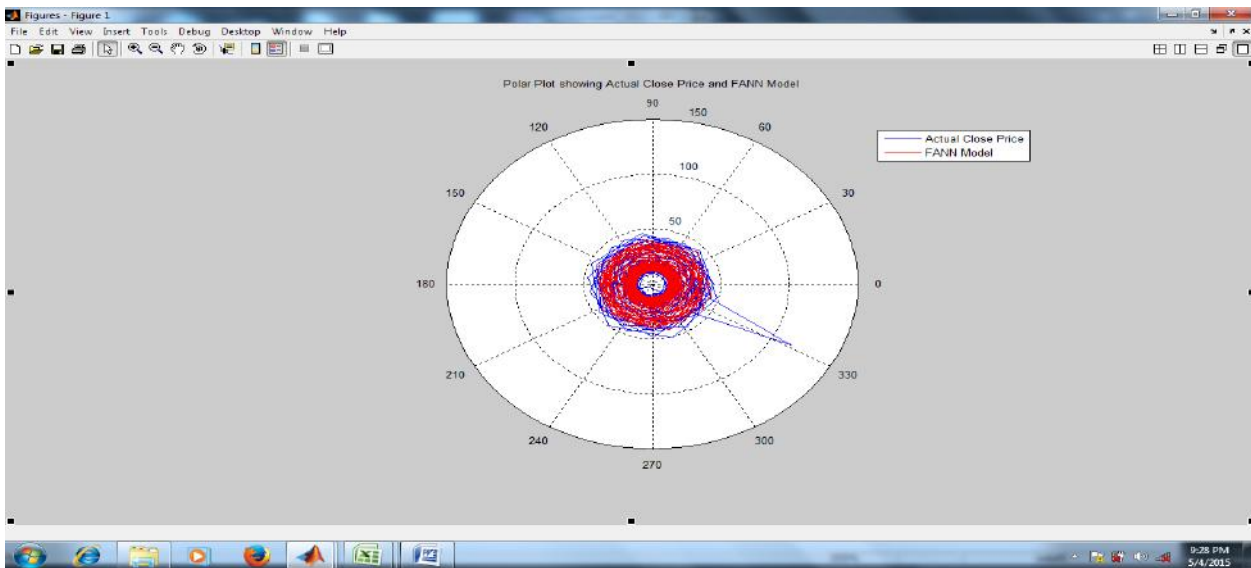 Figures - Figure 1
File Edit View Insert Tools Debug Desktop Window Help
Polar Plot showing Actual Close Price and FANN Model
90
150
120
60
Actual Close Price
FANN Model
100
150
30
50
180
0
210
330
240
300
270
9:28 PM
5/4/2015